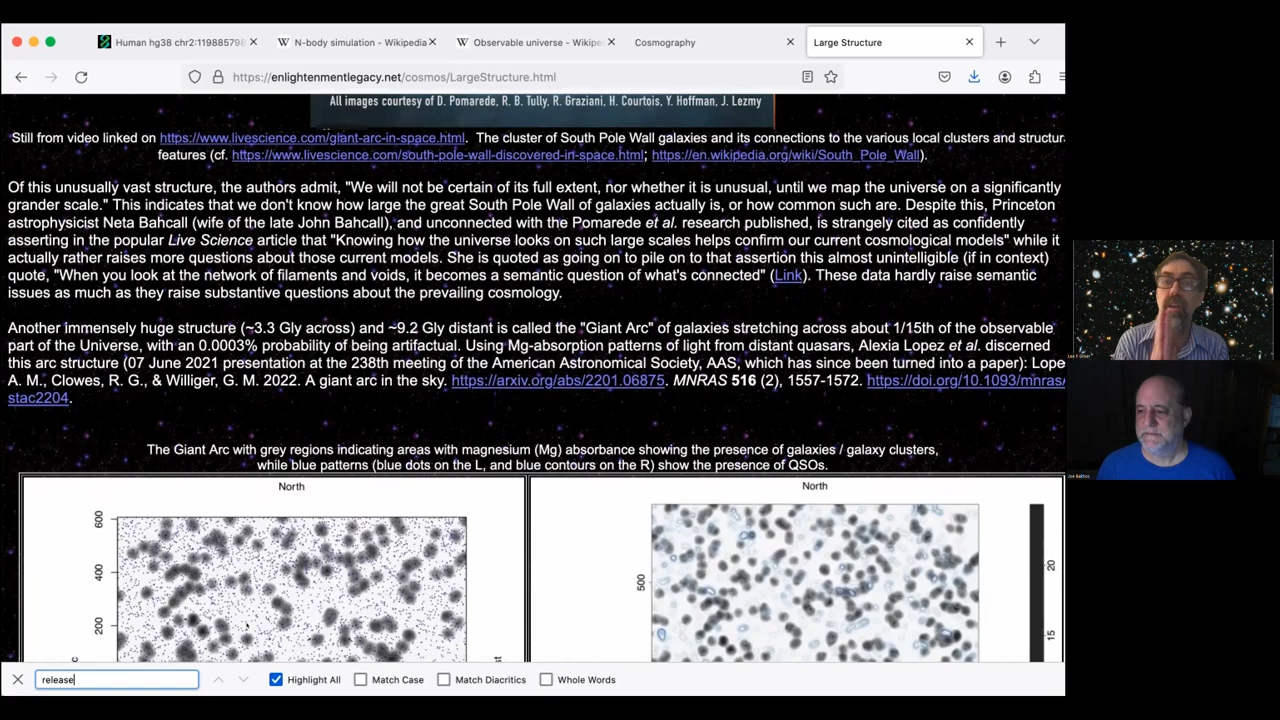 Human hg38 chr2:119885798
N-body simulation - Wikipedia
Observable universe - Wikipe
Cosmography
Large Structure
https://enlightenmentlegacy.net/cosmos/LargeStructure.html
All images courtesy of D. Pomarede, R. B. Tully, R. Graziani, H. Courtois, Y. Hoffman, J. Lezmy
Still from video linked on https://www.livescience.com/giant-arc-in-space.html. The cluster of South Pole Wall galaxies and its connections to the various local clusters and structura
features (cf. https://www.livescience.com/south-pole-wall-discovered-in-space.html; https://en.wikipedia.org/wiki/South_Pole_Wall).
Of this unusually vast structure, the authors admit, "We will not be certain of its full extent, nor whether it is unusual, until we map the universe on a significantly
grander scale." This indicates that we don't know how large the great South Pole Wall of galaxies actually is, or how common such are. Despite this, Princeton
astrophysicist Neta Bahcall (wife of the late John Bahcall), and unconnected with the Pomarede et al. research published, is strangely cited as confidently
asserting in the popular Live Science article that "Knowing how the universe looks on such large scales helps confirm our current cosmological models" while it
actually rather raises more questions about those current models. She is quoted as going on to pile on to that assertion this almost unintelligible (if in context)
quote, "When you look at the network of filaments and voids, it becomes a semantic question of what's connected" (Link). These data hardly raise semantic
issues as much as they raise substantive questions about the prevailing cosmology.
Another immensely huge structure (~3.3 Gly across) and ~9.2 Gly distant is called the "Giant Arc" of galaxies stretching across about 1/15th of the observable
part of the Universe, with an 0.0003% probability of being artifactual. Using Mg-absorption patterns of light from distant quasars, Alexia Lopez et al. discerned
this arc structure (07 June 2021 presentation at the 238th meeting of the American Astronomical Society, AAS, which has since been turned into a paper): Lope
A. M., Clowes, R. G., & Williger, G. M. 2022. A giant arc in the sky. https://arxiv.org/abs/2201.06875. MNRAS 516 (2), 1557-1572. https://doi.org/10.1093/mnras/
stac2204.
The Giant Arc with grey regions indicating areas with magnesium (Mg) absorbance showing the presence of galaxies / galaxy clusters,
while blue patterns (blue dots on the L, and blue contours on the R) show the presence of QSOs.
North
North
600
400
200
500
20
15
release
Highlight All
Match Case
Match Diacritics
Whole Words